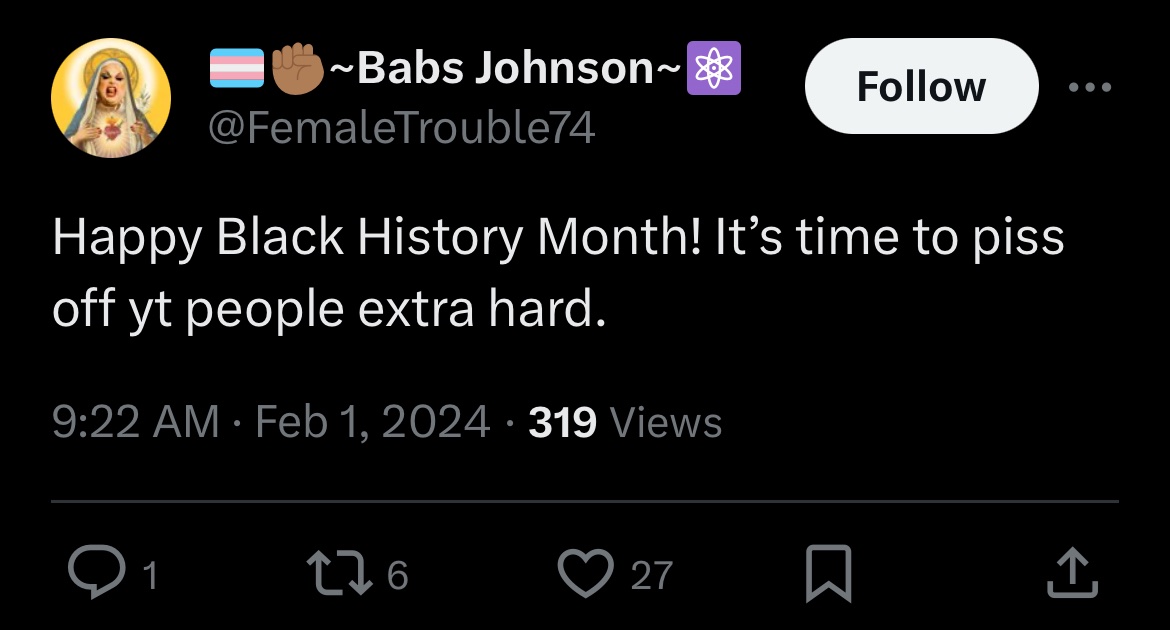 🏳️‍⚧️✊🏽~Babs Johnson~⚛️
Follow
@FemaleTrouble74
Happy Black History Month! It’s time to piss
off yt people extra hard.
9:22 AM · Feb 1, 2024 · 319 Views
1 6 27